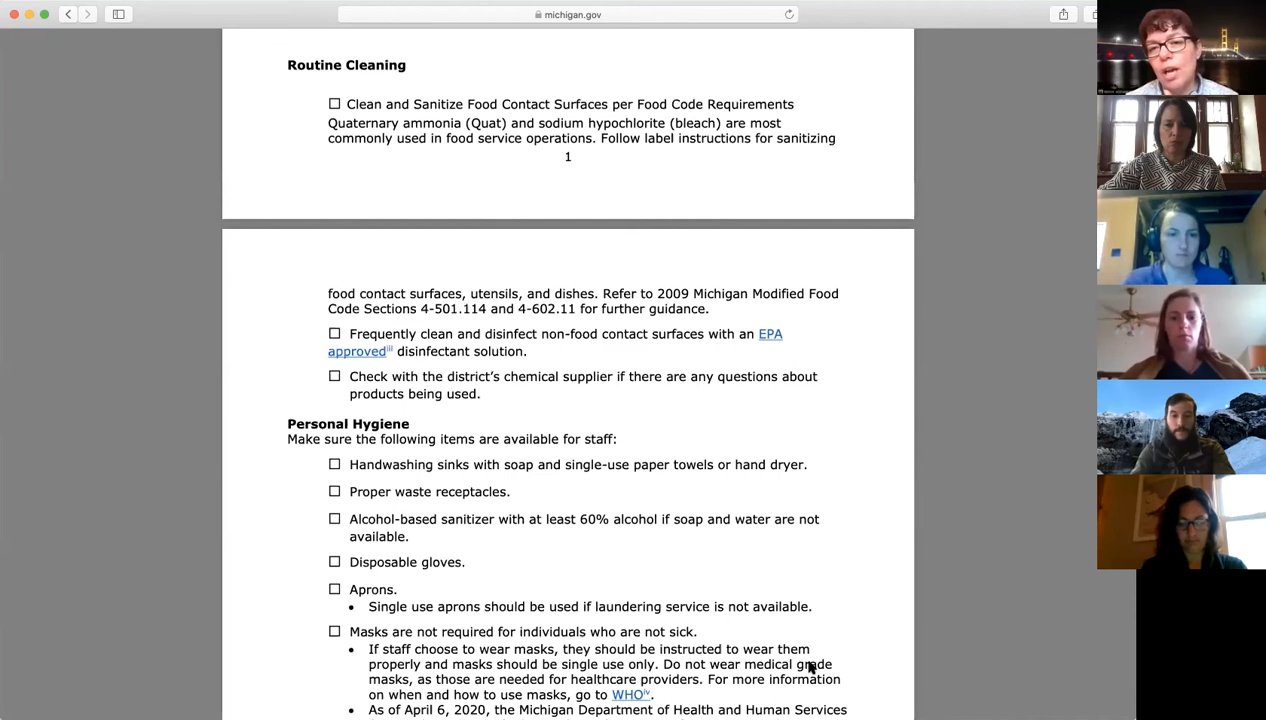 michigan.gov
Routine Cleaning
☐ Clean and Sanitize Food Contact Surfaces per Food Code Requirements
Quaternary ammonia (Quat) and sodium hypochlorite (bleach) are most
commonly used in food service operations. Follow label instructions for sanitizing
1
food contact surfaces, utensils, and dishes. Refer to 2009 Michigan Modified Food
Code Sections 4-501.114 and 4-602.11 for further guidance.
☐ Frequently clean and disinfect non-food contact surfaces with an EPA
approvediii disinfectant solution.
☐ Check with the district’s chemical supplier if there are any questions about
products being used.
Personal Hygiene
Make sure the following items are available for staff:
☐ Handwashing sinks with soap and single-use paper towels or hand dryer.
☐ Proper waste receptacles.
☐ Alcohol-based sanitizer with at least 60% alcohol if soap and water are not
available.
☐ Disposable gloves.
☐ Aprons.
• Single use aprons should be used if laundering service is not available.
☐ Masks are not required for individuals who are not sick.
• If staff choose to wear masks, they should be instructed to wear them
properly and masks should be single use only. Do not wear medical grade
masks, as those are needed for healthcare providers. For more information
on when and how to use masks, go to WHOiv.
• As of April 6, 2020, the Michigan Department of Health and Human Services